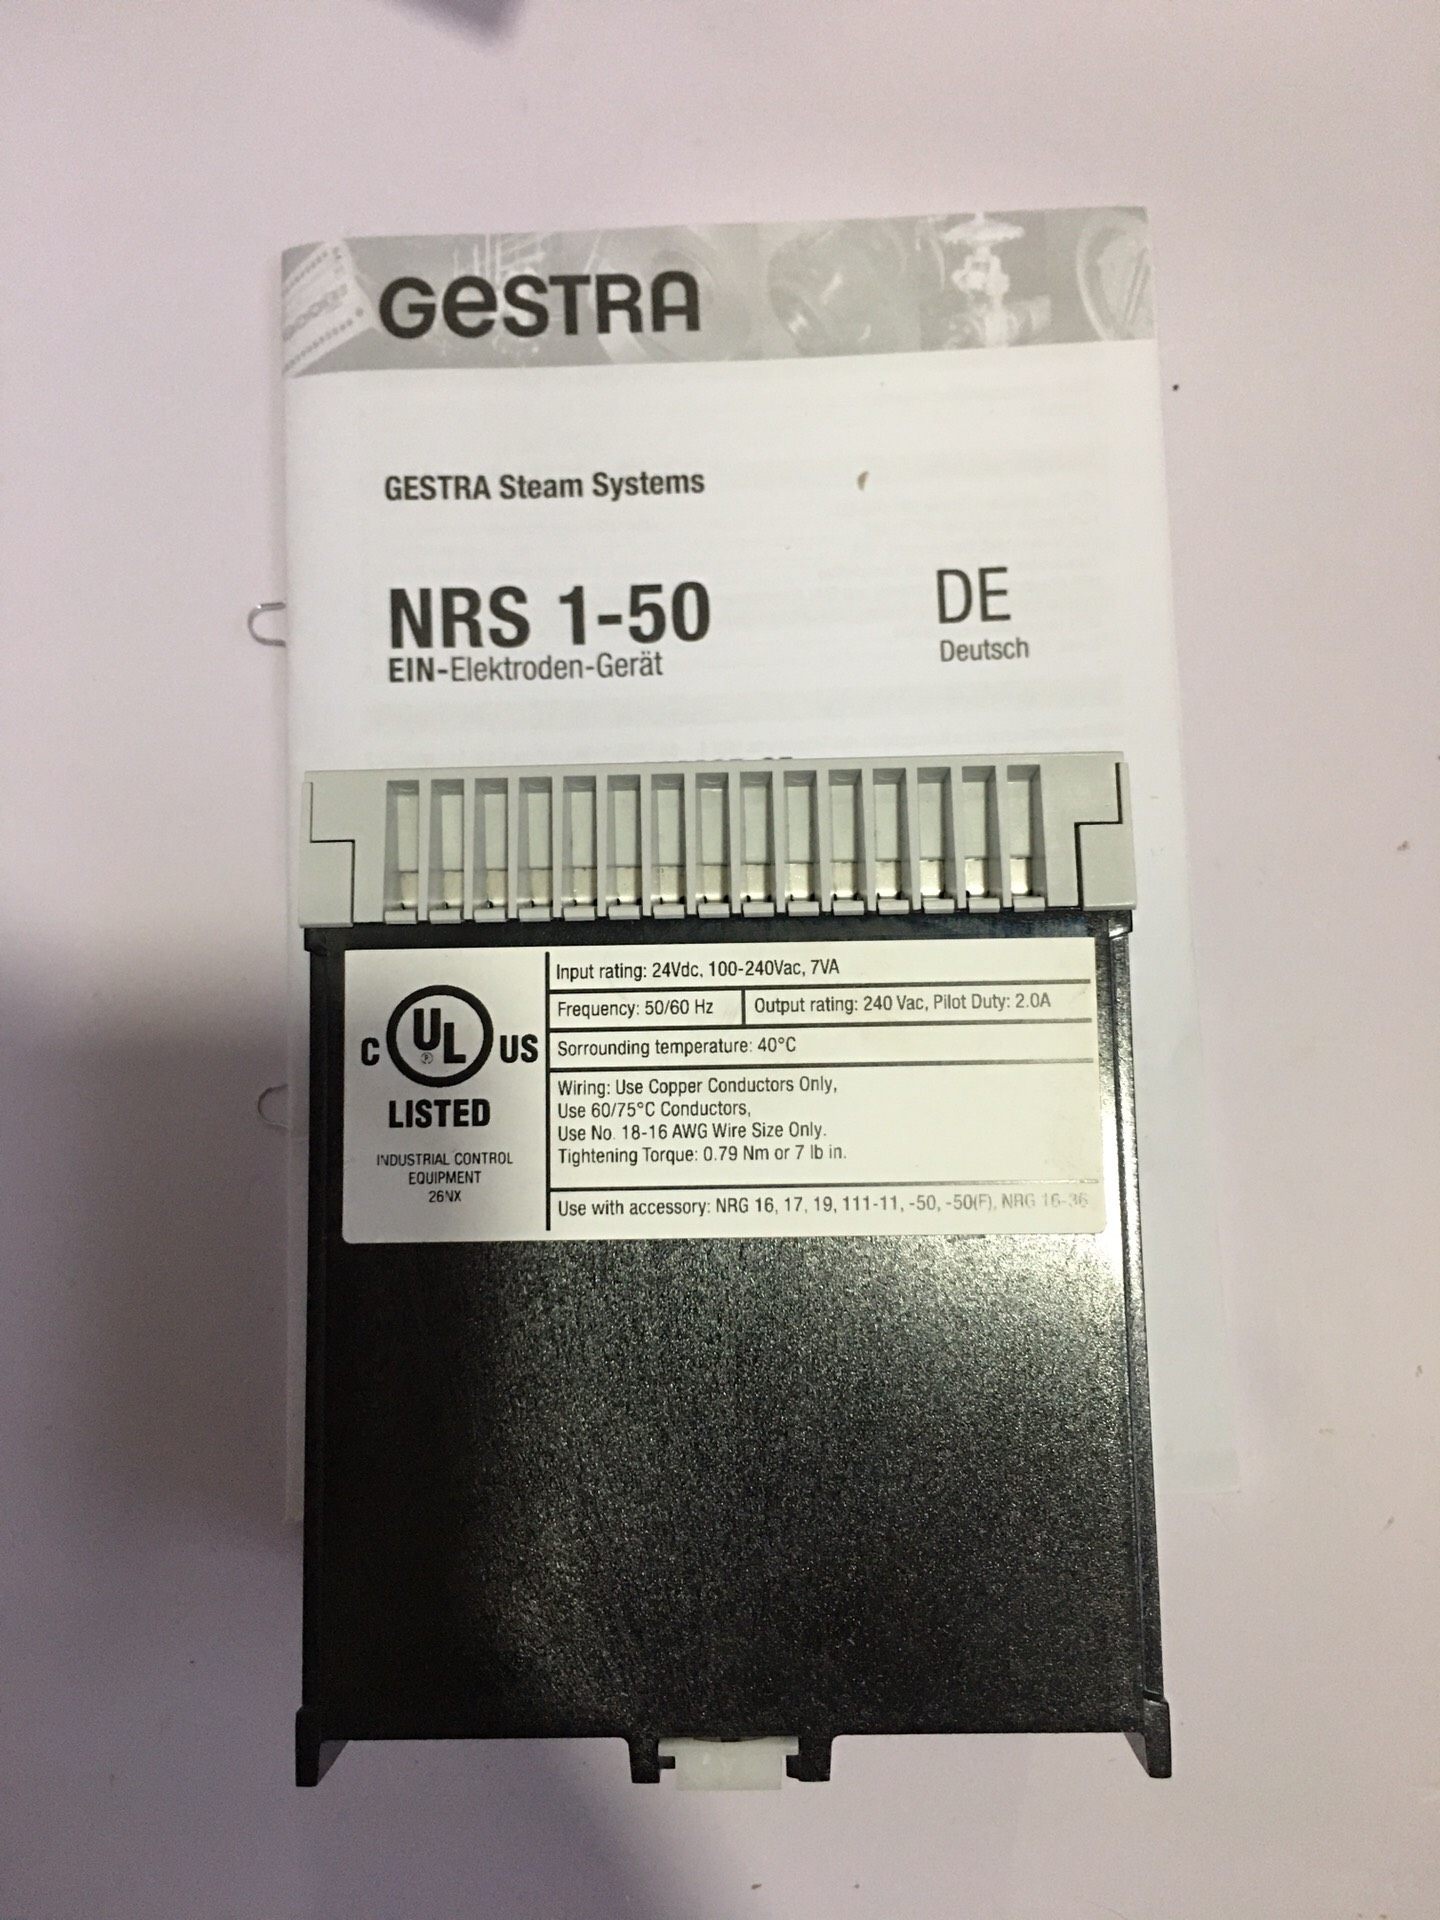 GESTRA
GESTRA Steam Systems
NRS 1-50
EIN-Elektroden-Gerät
DE
Deutsch
C UL US
®
LISTED
INDUSTRIAL CONTROL
EQUIPMENT
26NX
Input rating: 24Vdc, 100-240Vac, 7VA
Frequency: 50/60 Hz
Output rating: 240 Vac, Pilot Duty: 2.0A
Sorrounding temperature: 40°C
Wiring: Use Copper Conductors Only,
Use 60/75°C Conductors,
Use No. 18-16 AWG Wire Size Only.
Tightening Torque: 0.79 Nm or 7 lb in.
Use with accessory: NRG 16, 17, 19, 111-11, -50, -50(F), NRG 16-36